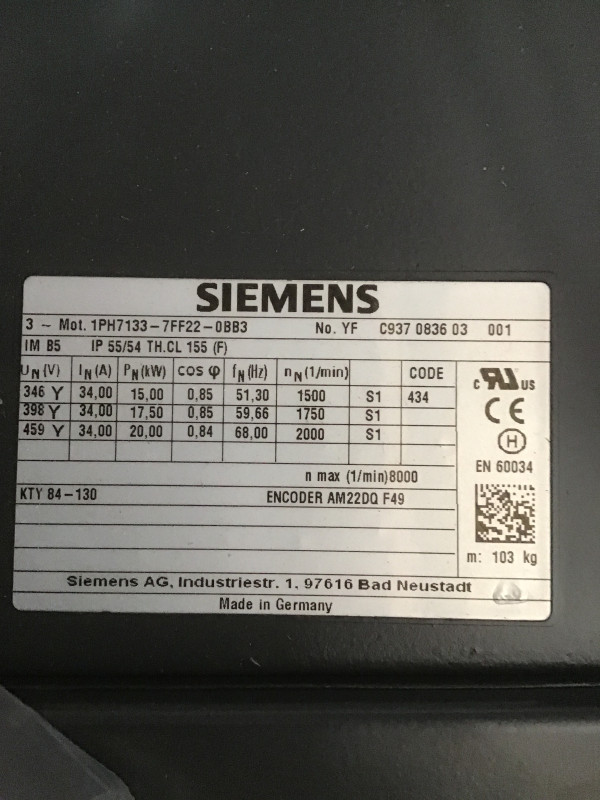 SIEMENS
3 ~ Mot. 1PH7133-7FF22-0BB3 No. YF C937 0836 03 001
IM B5 IP 55/54 TH.CL 155 (F)
UN (V) IN (A) PN (kW) cos φ fN (Hz) nN (1/min) CODE
346 Y 34,00 15,00 0,85 51,30 1500 S1 434
398 Y 34,00 17,50 0,85 59,66 1750 S1
459 Y 34,00 20,00 0,84 68,00 2000 S1
n max (1/min)8000
KTY 84-130 ENCODER AM22DQ F49
c UR US
CE
H
EN 60034
m: 103 kg
Siemens AG, Industriestr. 1, 97616 Bad Neustadt
Made in Germany